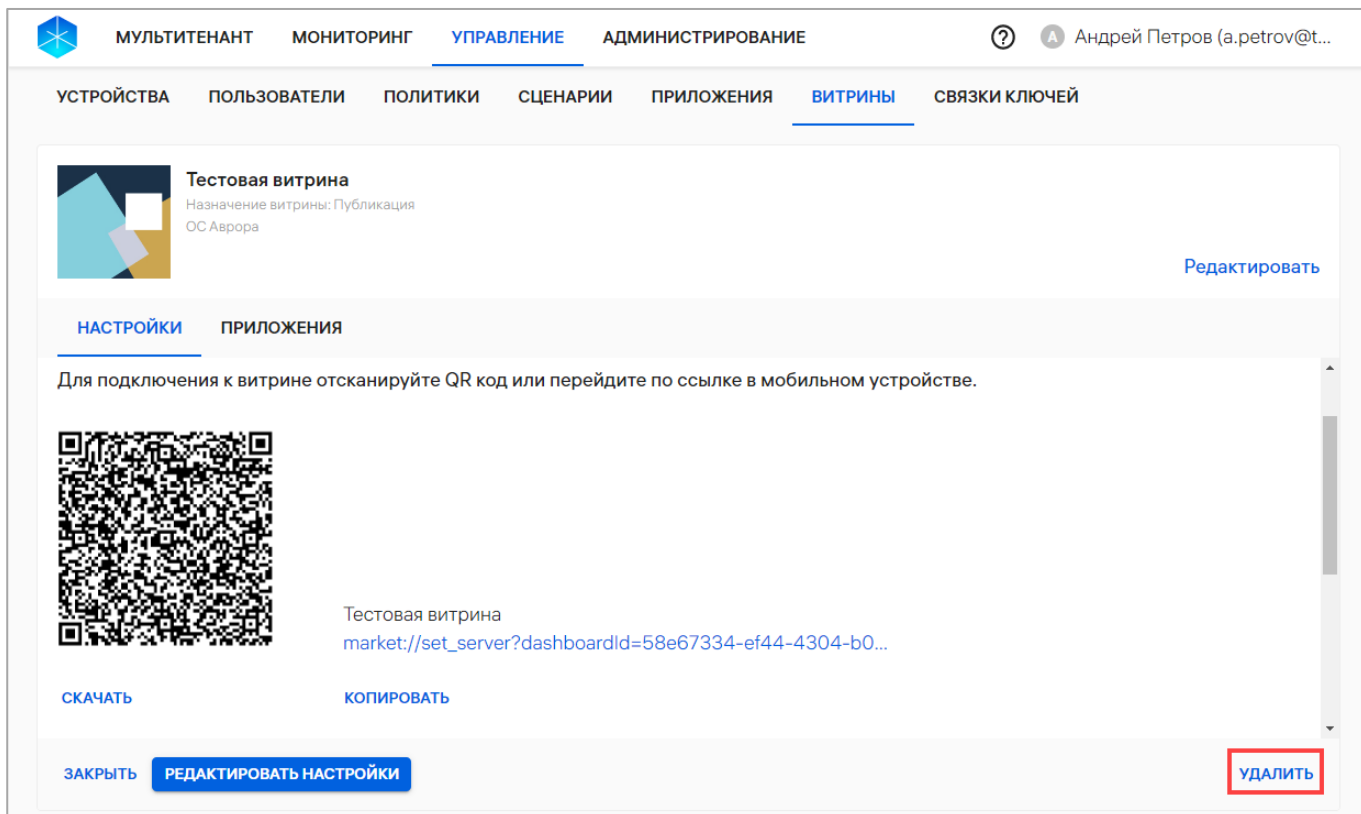 МУЛЬТИТЕНАНТ МОНИТОРИНГ УПРАВЛЕНИЕ АДМИНИСТРИРОВАНИЕ ? А Андрей Петров (a.petrov@t...
УСТРОЙСТВА ПОЛЬЗОВАТЕЛИ ПОЛИТИКИ СЦЕНАРИИ ПРИЛОЖЕНИЯ ВИТРИНЫ СВЯЗКИ КЛЮЧЕЙ
Тестовая витрина
Назначение витрины: Публикация
ОС Аврора
Редактировать
НАСТРОЙКИ ПРИЛОЖЕНИЯ
Для подключения к витрине отсканируйте QR код или перейдите по ссылке в мобильном устройстве.
Тестовая витрина
market://set_server?dashboardId=58e67334-ef44-4304-b0...
СКАЧАТЬ КОПИРОВАТЬ
ЗАКРЫТЬ РЕДАКТИРОВАТЬ НАСТРОЙКИ УДАЛИТЬ